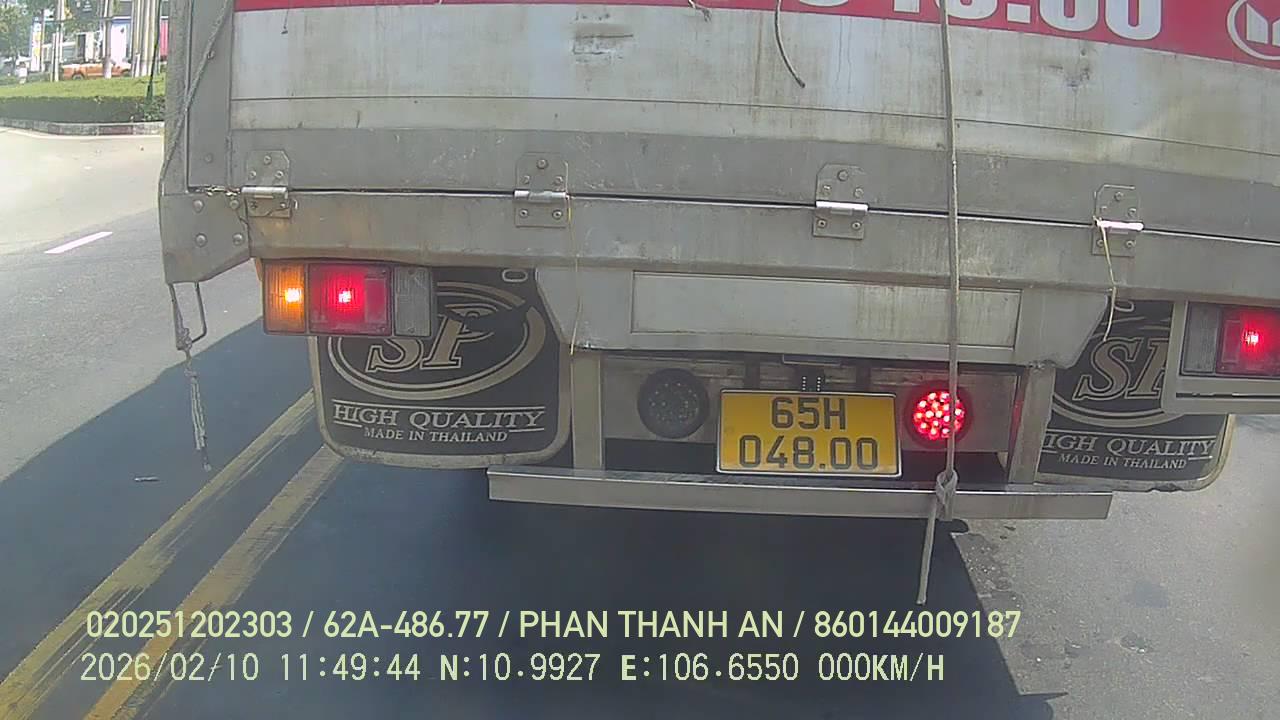 SP
HIGH QUALITY
MADE IN THAILAND
65H
048.00
HIGH QUALITY
MADE IN THAILAND
020251202303 / 62A-486.77 / PHAN THANH AN / 860144009187
2026/02/10 11:49:44 N:10.9927 E:106.6550 000KM/H